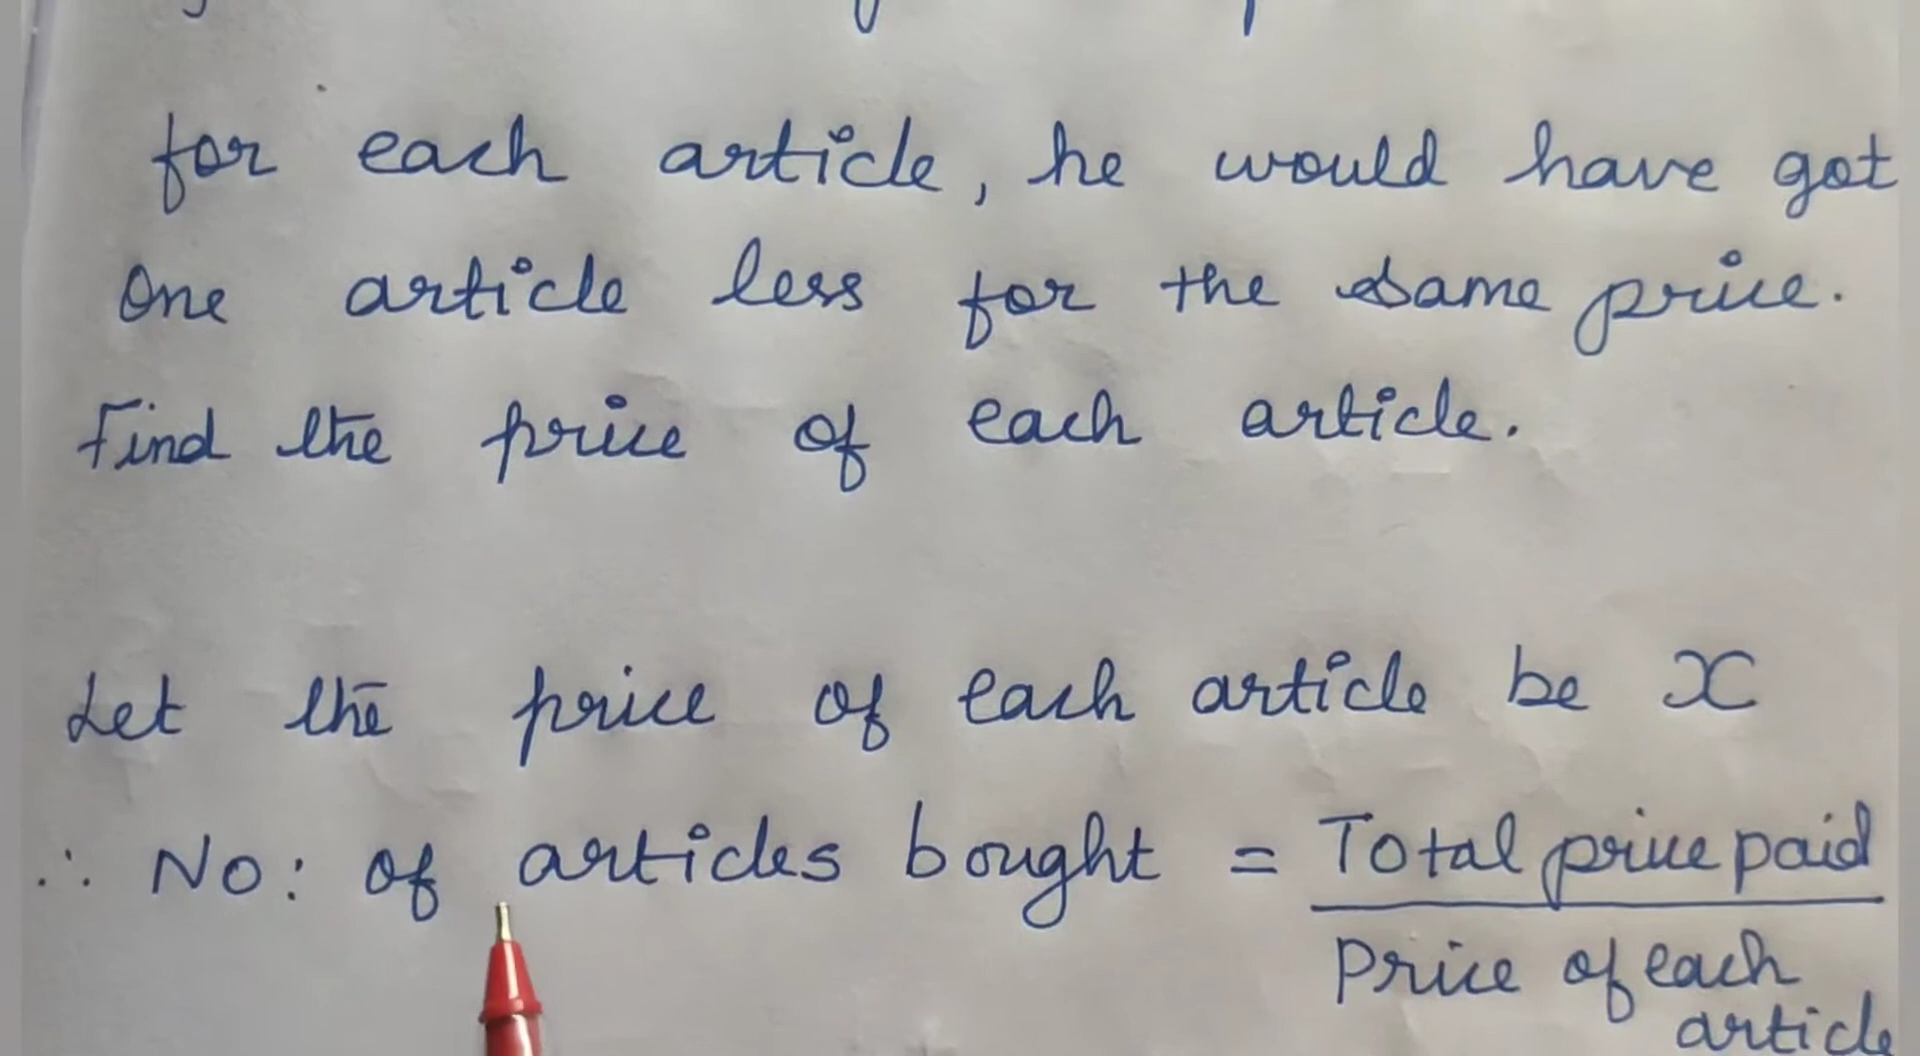 for each article, he would have got
One article less for the same price.
Find the price of each article.
Let the price of each article be x
∴ No: of articles bought = Total price paid
Price of each
article